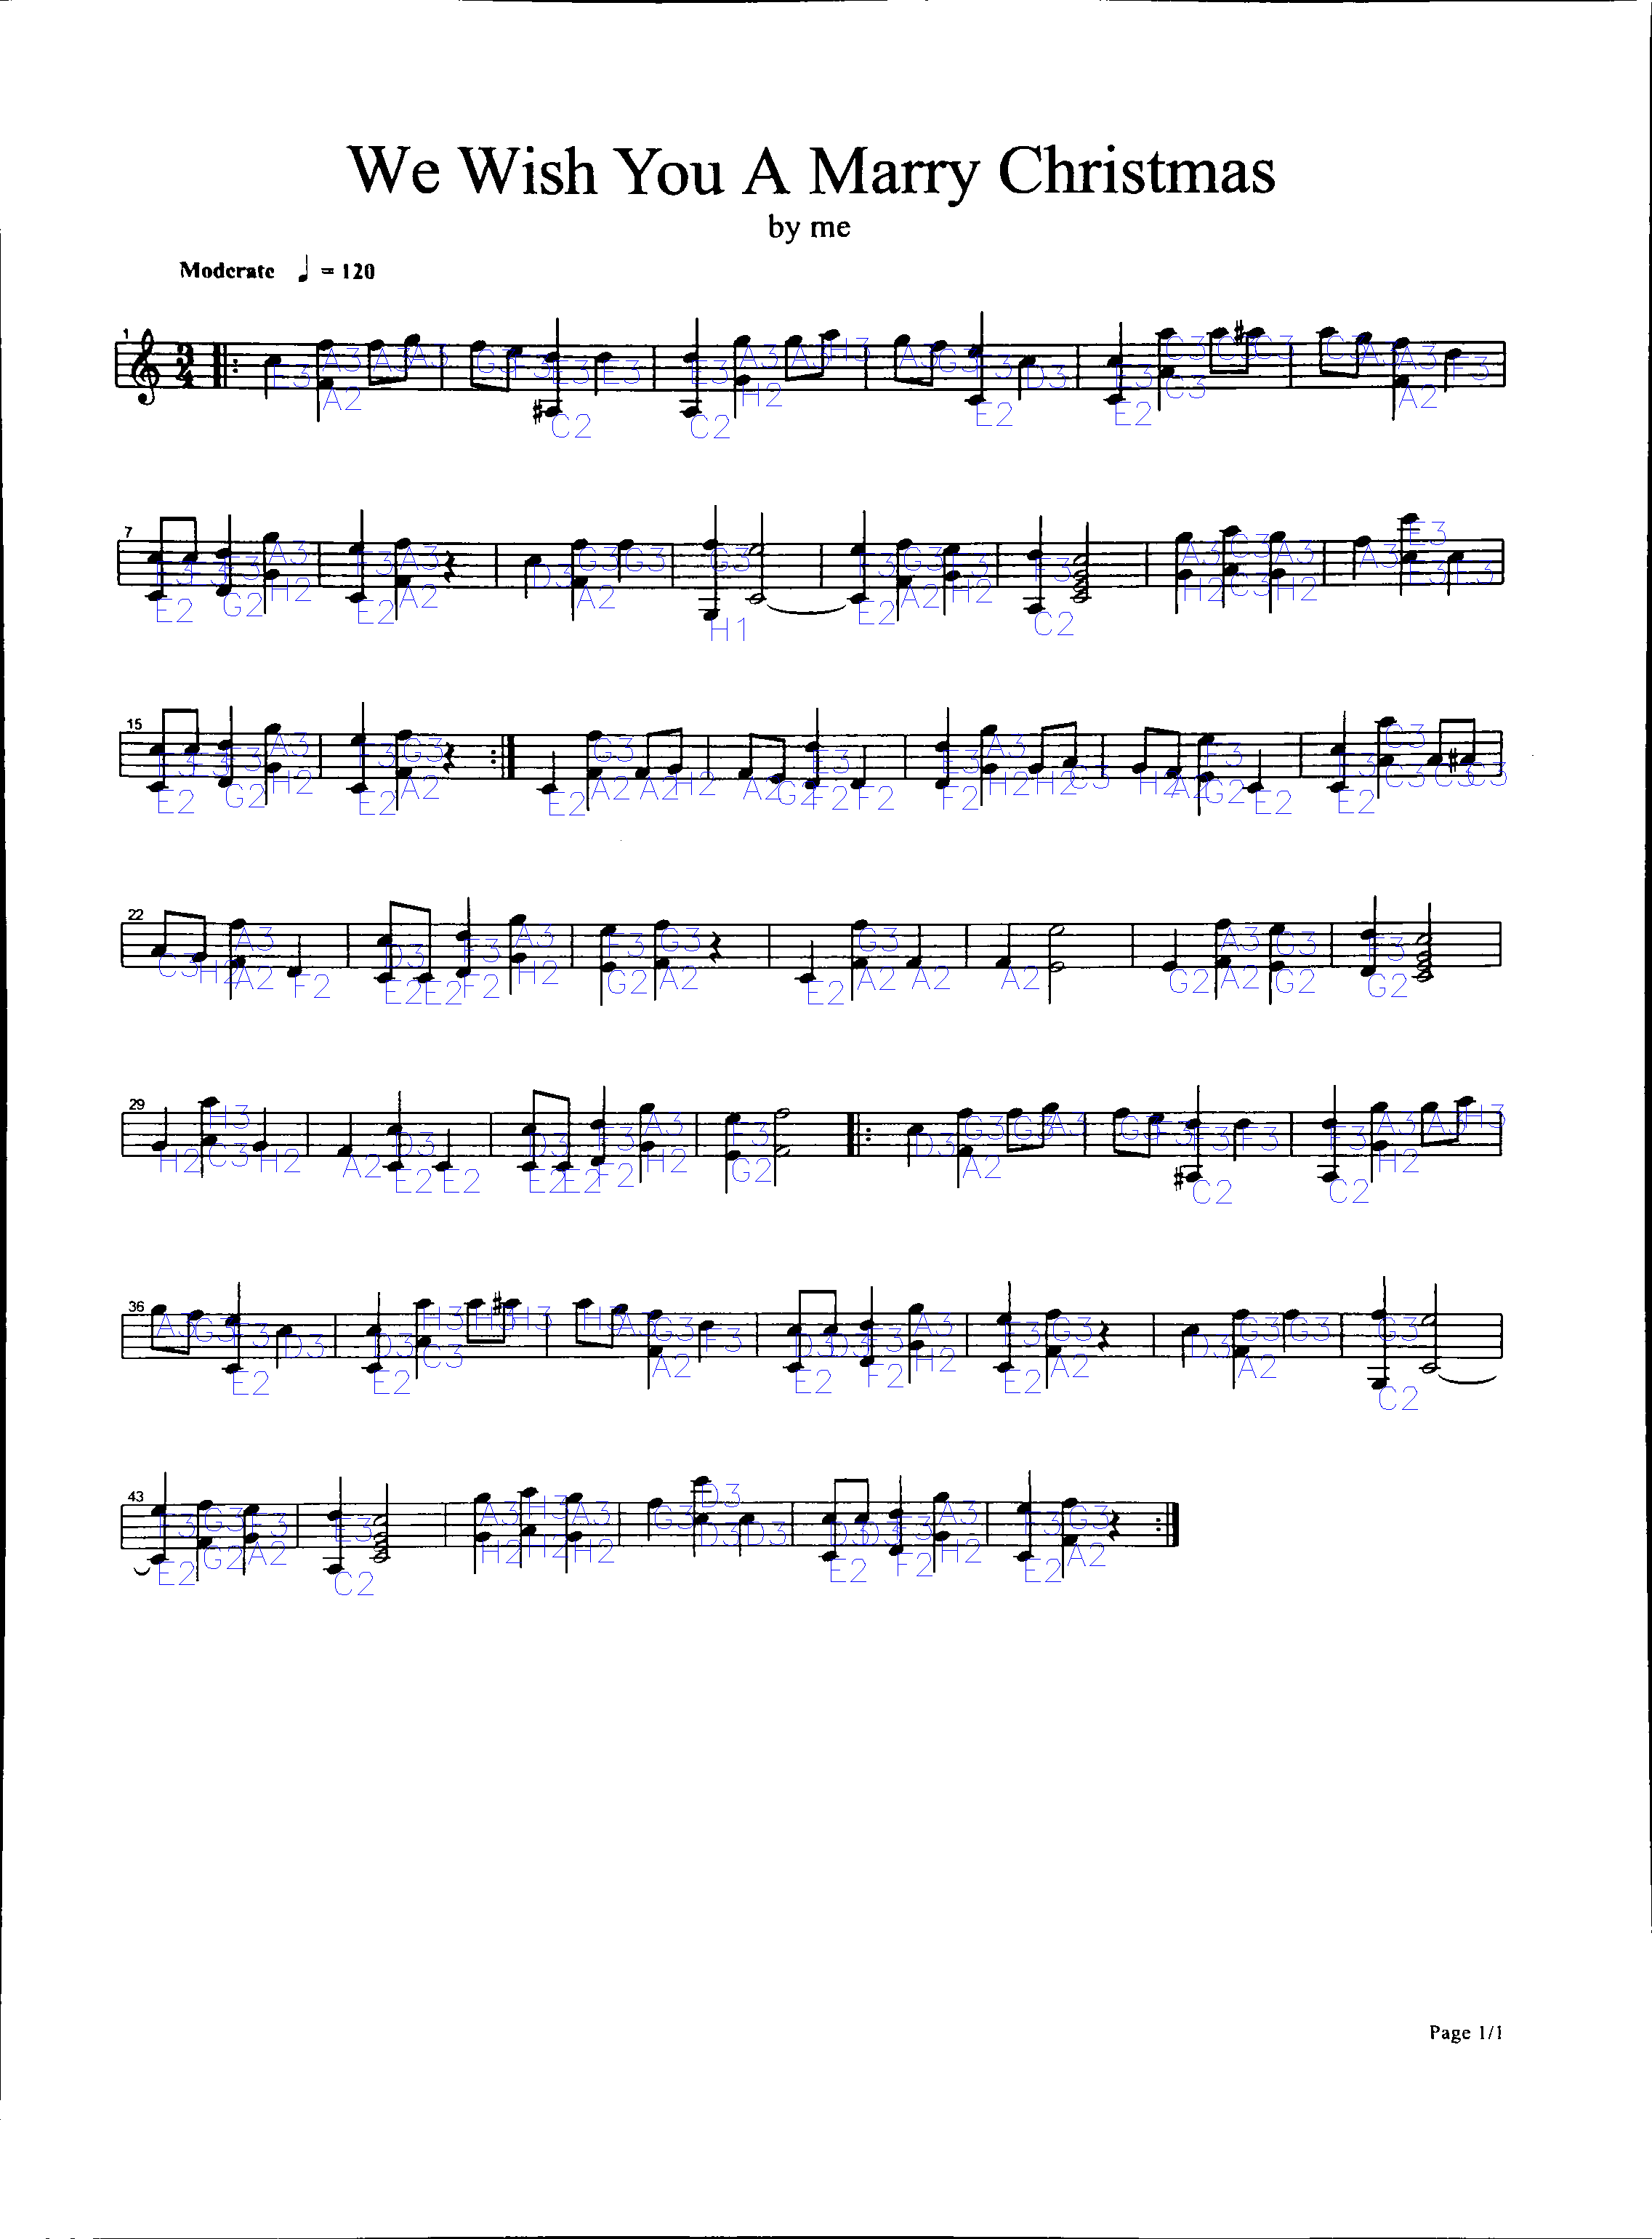 We Wish You A Marry Christmas
by me
Moderate = 120
1
3
4
E3 A3 A3 A3 G3 F3 E3 E3 E3 A3 A3 H3 A3 G3 F3 D3 E3 C3 C3 C3 C3 A3 A3 F3
A2 C2 C2 H2 E2 E2 C3 A2
7
A3 F3 A3 D3 G3 G3 G3 F3 G3 F3 F3 A3 C3 A3 A3 E3 E3 E3
E2 G2 H2 E2 A2 A2 H1 E2 A2 H2 C2 H2 C3 H2
15
F3 A3 F3 G3 G3 E3 E3 A3 F3 F3 C3
E2 G2 H2 E2 A2 E2 A2 A2 H2 A2 G2 F2 F2 F2 H2 H2 C3 H2 A2 G2 E2 E2 C3 C3 C3
22
A3 D3 F3 A3 F3 G3 G3 A3 G3 F3
C3 H2 A2 F2 E2 E2 F2 H2 G2 A2 E2 A2 A2 A2 G2 A2 G2 G2
29
H3 D3 D3 F3 A3 F3 D3 G3 G3 A3 G3 F3 F3 F3 F3 A3 A3 H3
H2 C3 H2 A2 E2 E2 E2 E2 F2 H2 G2 A2 C2 C2 H2
36
A3 G3 F3 D3 D3 H3 H3 H3 H3 A3 G3 F3 D3 D3 F3 A3 F3 G3 D3 G3 G3 G3
E2 E2 C3 A2 E2 F2 H2 E2 A2 A2 C2
43
F3 G3 F3 E3 A3 H3 A3 G3 D3 D3 D3 D3 D3 F3 A3 F3 G3
E2 G2 A2 C2 H2 H2 H2 E2 F2 H2 E2 A2
Page 1/1